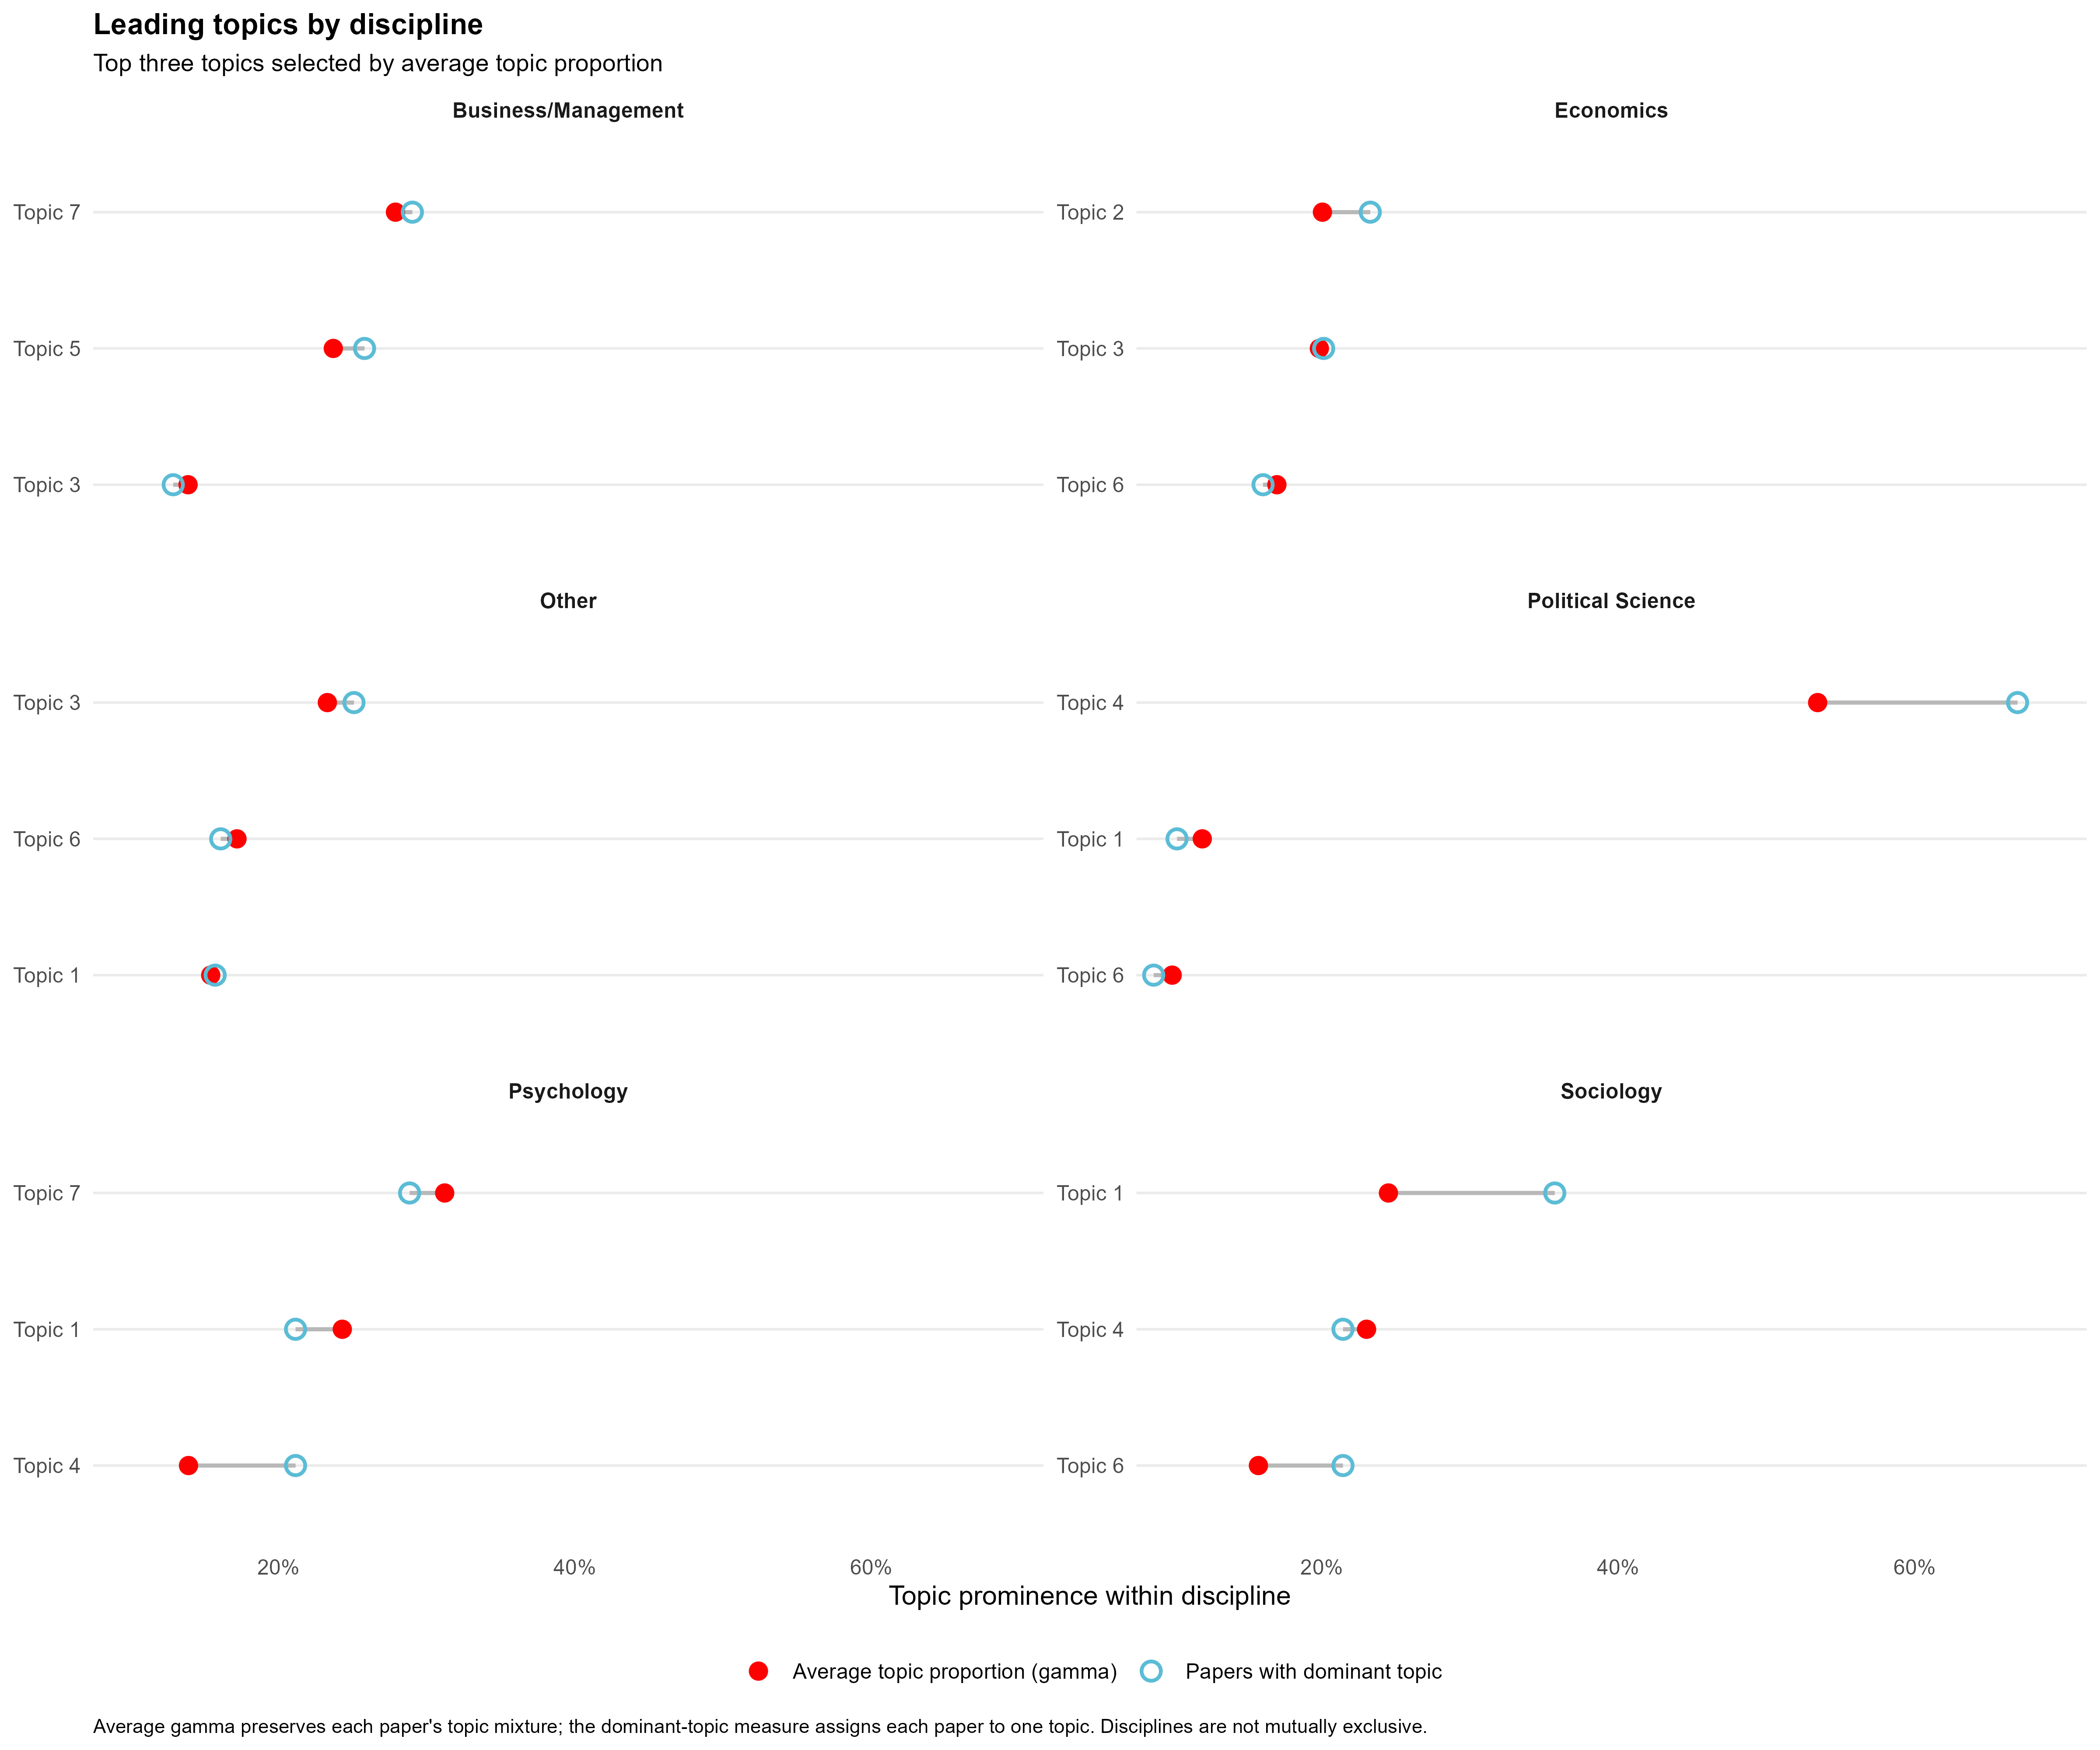 Leading topics by discipline
Top three topics selected by average topic proportion
Business/Management
Topic 7
Topic 5
Topic 3
Economics
Topic 2
Topic 3
Topic 6
Other
Topic 3
Topic 6
Topic 1
Political Science
Topic 4
Topic 1
Topic 6
Psychology
Topic 7
Topic 1
Topic 4
Sociology
Topic 1
Topic 4
Topic 6
20% 40% 60%
20% 40% 60%
Topic prominence within discipline
Average topic proportion (gamma)
Papers with dominant topic
Average gamma preserves each paper's topic mixture; the dominant-topic measure assigns each paper to one topic. Disciplines are not mutually exclusive.